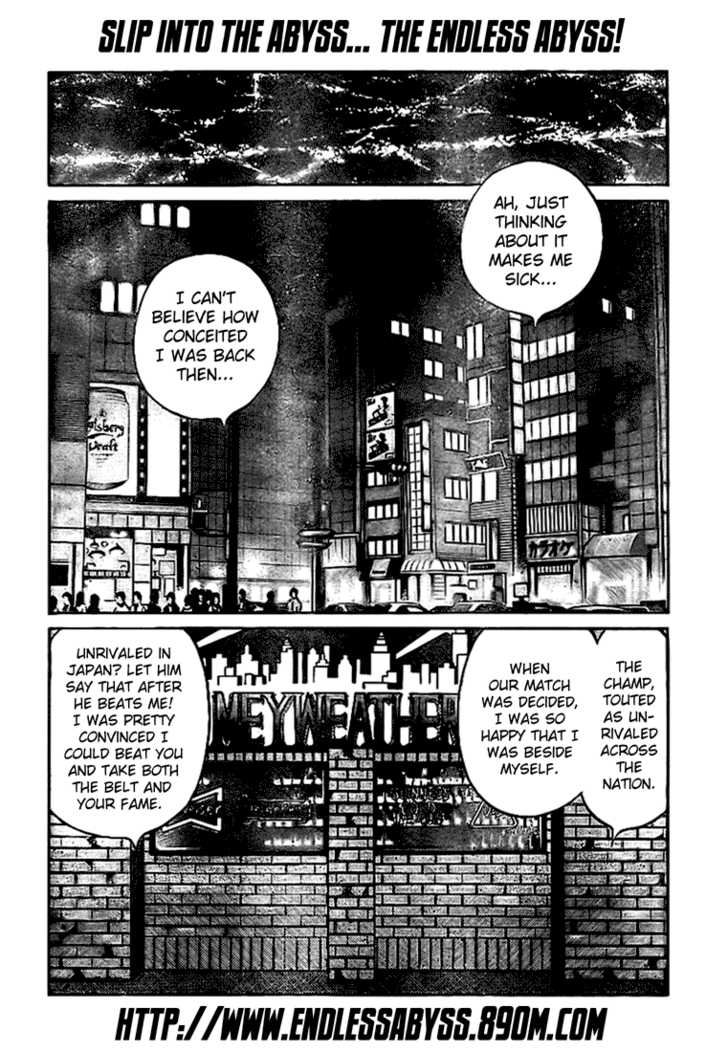 SLIP INTO THE ABYSS... THE ENDLESS ABYSS!
AH, JUST
THINKING
ABOUT IT
MAKES ME
SICK...
I CAN'T
BELIEVE HOW
CONCEITED
I WAS BACK
THEN...
alsberg
Draft
カラオケ
THE
CHAMP,
TOUTED
AS UN-
RIVALED
ACROSS
THE
NATION.
WHEN
OUR MATCH
WAS DECIDED,
I WAS SO
HAPPY THAT I
WAS BESIDE
MYSELF.
UNRIVALED IN
JAPAN? LET HIM
SAY THAT AFTER
HE BEATS ME!
I WAS PRETTY
CONVINCED I
COULD BEAT YOU
AND TAKE BOTH
THE BELT AND
YOUR FAME.
MEYWEATHER
HTTP://WWW.ENDLESSABYSS.890M.COM